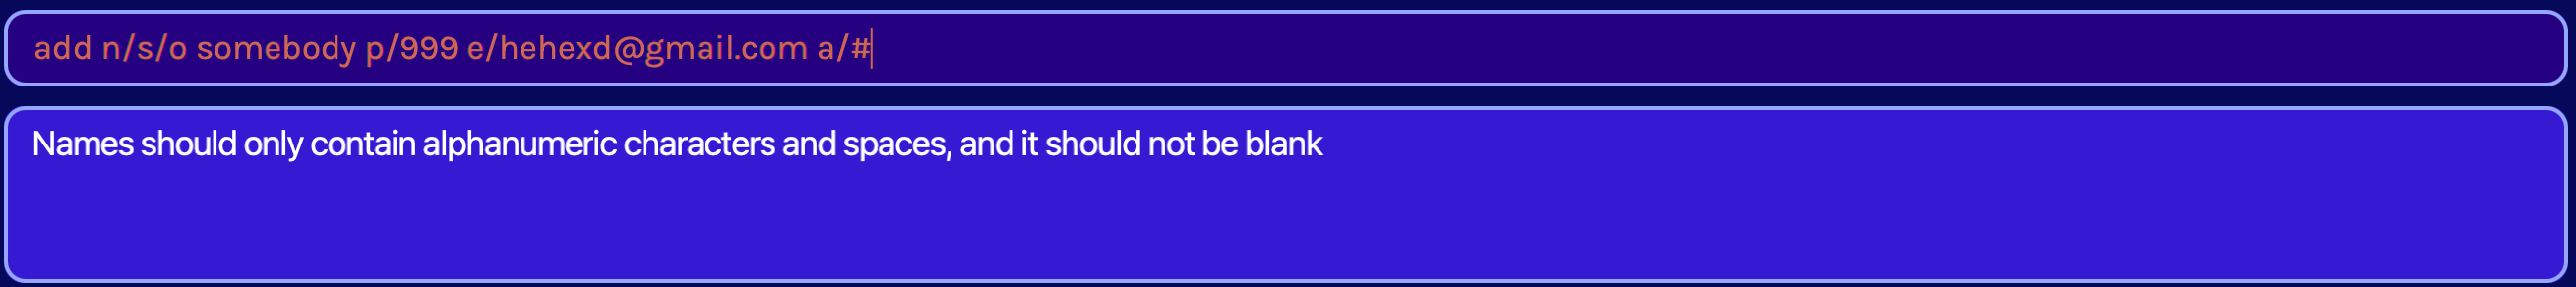 add n/s/o somebody p/999 e/hehexd@gmail.com a/#
Names should only contain alphanumeric characters and spaces, and it should not be blank